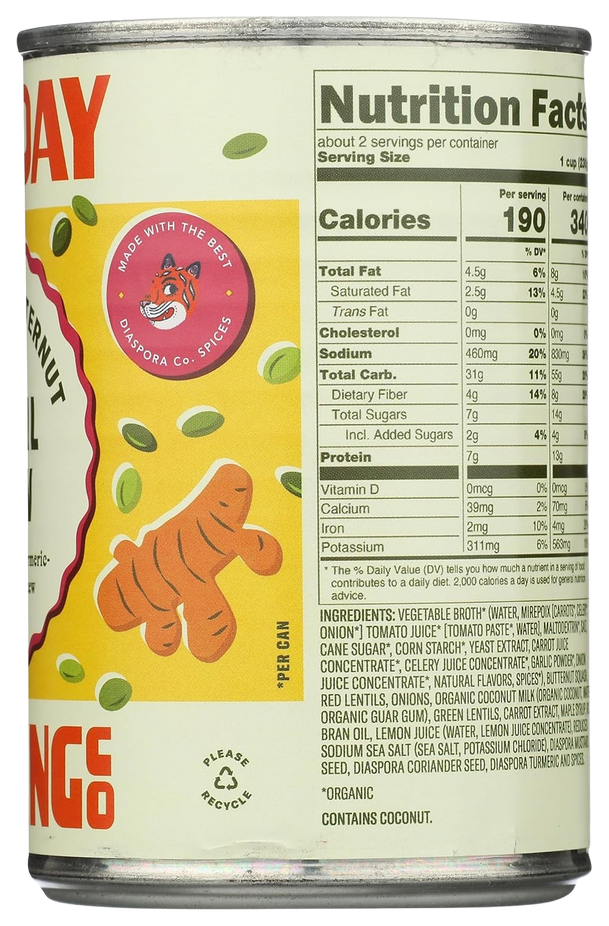 DAY
MADE WITH THE BEST
DIASPORA Co. SPICES
TERNUT
*PER CAN
PLEASE
RECYCLE
Nutrition Facts
about 2 servings per container
Serving Size 1 cup
Per serving
Calories 190
% DV*
Total Fat 4.5g 6% 8g
Saturated Fat 2.5g 13% 4.5g
Trans Fat 0g 0g
Cholesterol 0mg 0% 0mg
Sodium 460mg 20% 830mg
Total Carb. 31g 11% 55g
Dietary Fiber 4g 14% 8g
Total Sugars 7g 14g
Incl. Added Sugars 2g 4% 4g
Protein 7g 13g
Vitamin D 0mcg 0% 0mcg
Calcium 39mg 2% 70mg
Iron 2mg 10% 4mg
Potassium 311mg 6% 563mg
* The % Daily Value (DV) tells you how much a nutrient in a serving of food
contributes to a daily diet. 2,000 calories a day is used for general nutrition
advice.
INGREDIENTS: VEGETABLE BROTH* (WATER, MIREPOIX [CARROTS*, CELERY*,
ONION*] TOMATO JUICE* [TOMATO PASTE*, WATER], MALTODEXTRIN*,
CANE SUGAR*, CORN STARCH*, YEAST EXTRACT, CARROT JUICE
CONCENTRATE*, CELERY JUICE CONCENTRATE*, GARLIC POWDER*, ONION
JUICE CONCENTRATE*, NATURAL FLAVORS, SPICES*), BUTTERNUT SQUASH,
RED LENTILS, ONIONS, ORGANIC COCONUT MILK (ORGANIC COCONUT, WATER,
ORGANIC GUAR GUM), GREEN LENTILS, CARROT EXTRACT, MAPLE SYRUP,
BRAN OIL, LEMON JUICE (WATER, LEMON JUICE CONCENTRATE), REDUCED
SODIUM SEA SALT (SEA SALT, POTASSIUM CHLORIDE), DIASPORA MUSTARD
SEED, DIASPORA CORIANDER SEED, DIASPORA TURMERIC AND SPICES.
*ORGANIC
CONTAINS COCONUT.